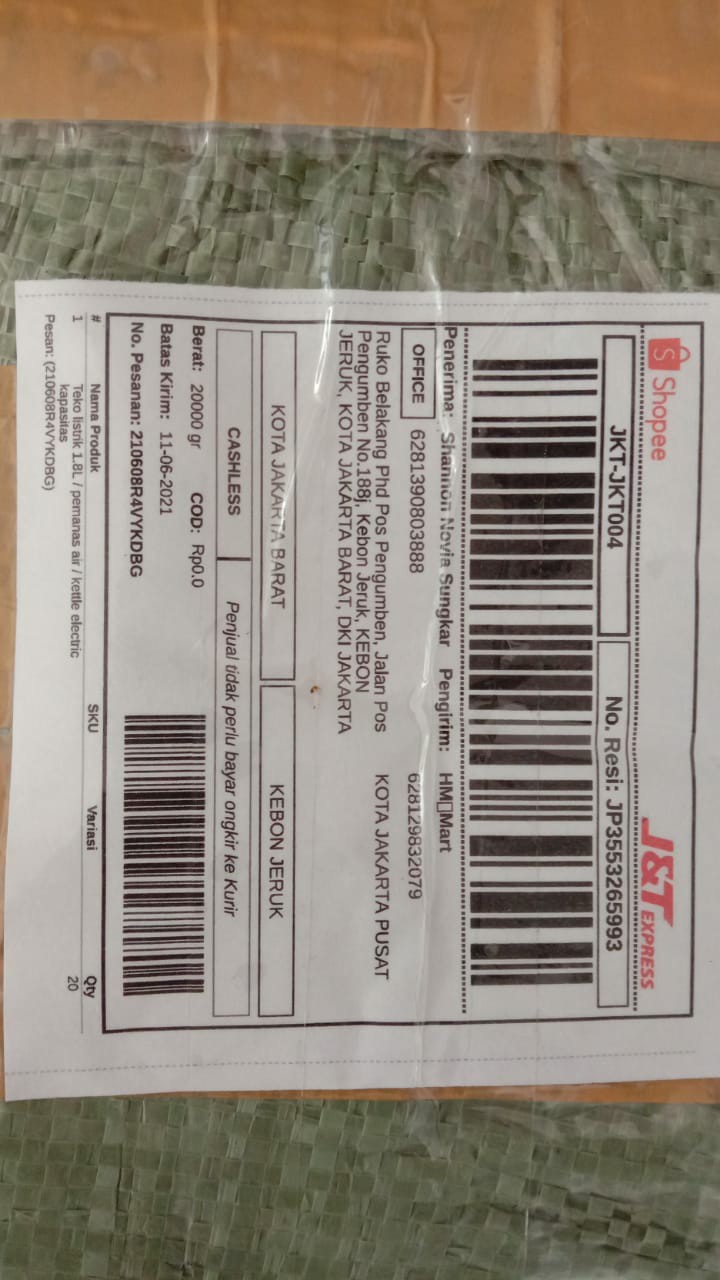 Shopee
J&T EXPRESS
JKT-JKT004
No. Resi: JP3553265993
Penerima: Shannon Novia Sungkar
Pengirim: HM□Mart
OFFICE
6281390803888
628129832079
Ruko Belakang Phd Pos Pengumben, Jalan Pos
Pengumben No.188j, Kebon Jeruk, KEBON
JERUK, KOTA JAKARTA BARAT, DKI JAKARTA
KOTA JAKARTA PUSAT
KOTA JAKARTA BARAT
KEBON JERUK
CASHLESS
Penjual tidak perlu bayar ongkir ke Kurir
Berat: 20000 gr COD: Rp0.0
Batas Kirim: 11-06-2021
No. Pesanan: 210608R4VYKDBG
# Nama Produk SKU Variasi Qty
1 Teko listrik 1.8L / pemanas air / kettle electric 20
kapasitas
Pesan: (210608R4VYKDBG)